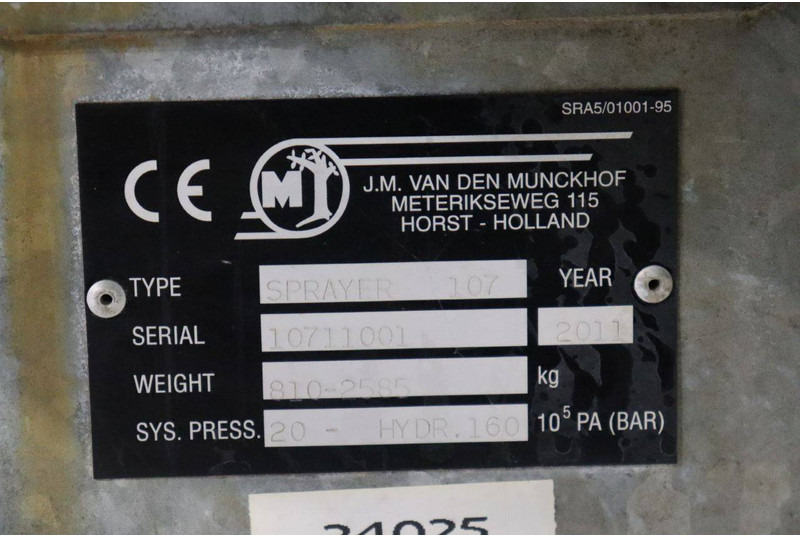 SRA5/01001-95
CE M
J.M. VAN DEN MUNCKHOF
METERIKSEWEG 115
HORST - HOLLAND
TYPE SPRAYER 107 YEAR
SERIAL 10711001 2011
WEIGHT 810-2585 kg
SYS. PRESS. 20 - HYDR.160 10⁵ PA (BAR)
24025